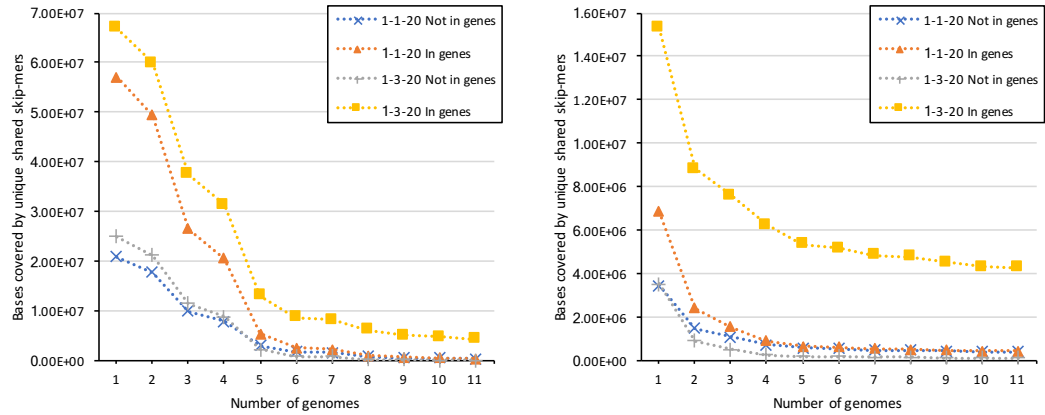 7.00E+07
6.00E+07
5.00E+07
4.00E+07
3.00E+07
2.00E+07
1.00E+07
0.00E+00
Bases covered by unique shared skip-mers
1 2 3 4 5 6 7 8 9 10 11
Number of genomes
1-1-20 Not in genes
1-1-20 In genes
1-3-20 Not in genes
1-3-20 In genes
1.60E+07
1.40E+07
1.20E+07
1.00E+07
8.00E+06
6.00E+06
4.00E+06
2.00E+06
0.00E+00
Bases covered by unique shared skip-mers
1 2 3 4 5 6 7 8 9 10 11
Number of genomes
1-1-20 Not in genes
1-1-20 In genes
1-3-20 Not in genes
1-3-20 In genes